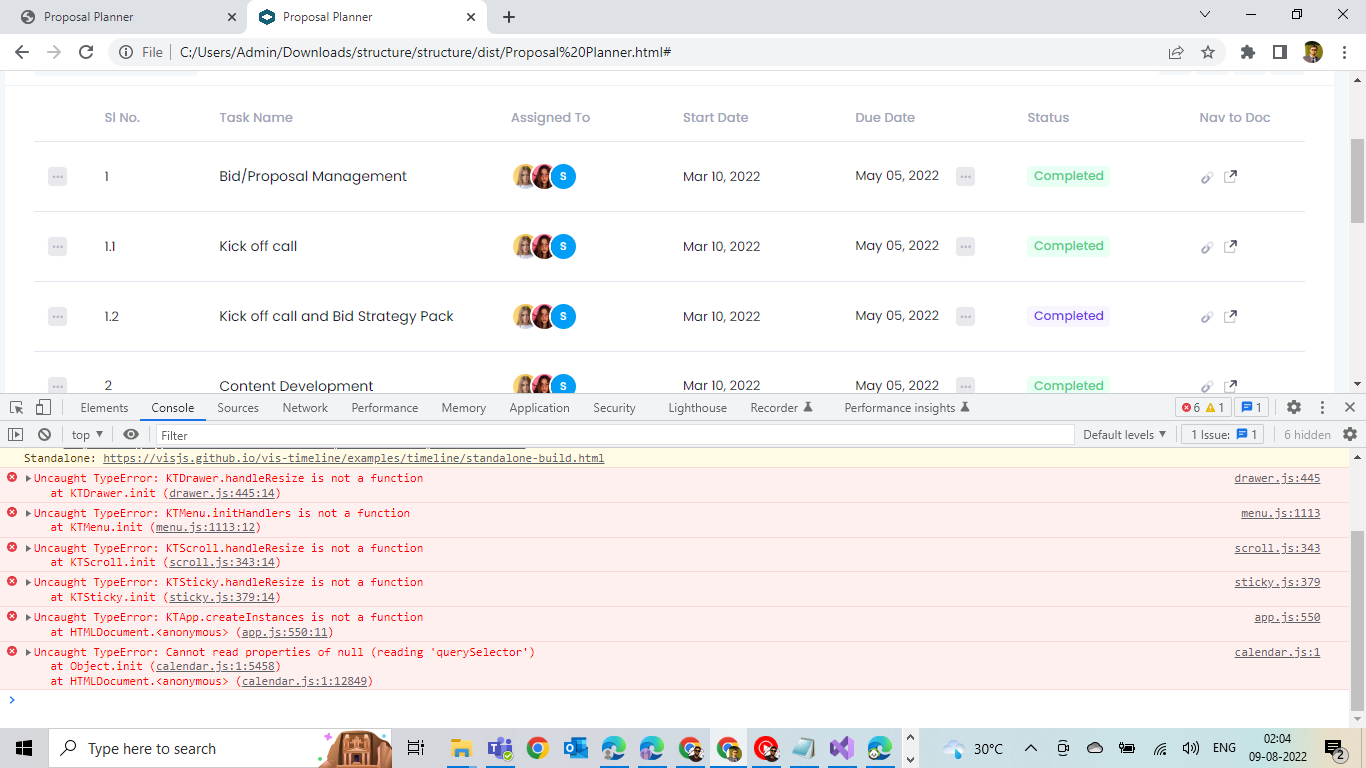 Proposal Planner
Proposal Planner
File C:/Users/Admin/Downloads/structure/structure/dist/Proposal%20Planner.html#
Sl No. Task Name Assigned To Start Date Due Date Status Nav to Doc
1 Bid/Proposal Management S Mar 10, 2022 May 05, 2022 Completed
1.1 Kick off call S Mar 10, 2022 May 05, 2022 Completed
1.2 Kick off call and Bid Strategy Pack S Mar 10, 2022 May 05, 2022 Completed
2 Content Development S Mar 10, 2022 May 05, 2022 Completed
Elements Console Sources Network Performance Memory Application Security Lighthouse Recorder Performance insights 6 1 1
top Filter Default levels 1 Issue: 1 6 hidden
Standalone: https://visjs.github.io/vis-timeline/examples/timeline/standalone-build.html
Uncaught TypeError: KTDrawer.handleResize is not a function drawer.js:445
at KTDrawer.init (drawer.js:445:14)
Uncaught TypeError: KTMenu.initHandlers is not a function menu.js:1113
at KTMenu.init (menu.js:1113:12)
Uncaught TypeError: KTScroll.handleResize is not a function scroll.js:343
at KTScroll.init (scroll.js:343:14)
Uncaught TypeError: KTSticky.handleResize is not a function sticky.js:379
at KTSticky.init (sticky.js:379:14)
Uncaught TypeError: KTApp.createInstances is not a function app.js:550
at HTMLDocument.<anonymous> (app.js:550:11)
Uncaught TypeError: Cannot read properties of null (reading 'querySelector') calendar.js:1
at Object.init (calendar.js:1:5458)
at HTMLDocument.<anonymous> (calendar.js:1:12849)
Type here to search
30°C ENG
02:04
09-08-2022
2